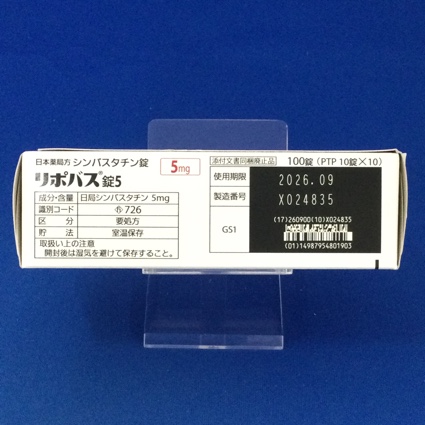 日本薬局方 シンバスタチン錠
リポバス®錠5
5mg
成分・含量 日局シンバスタチン 5mg
識別コード 726
区分 要処方
貯法 室温保存
取扱い上の注意
開封後は湿気を避けて保存すること。
添付文書同梱廃止品 100錠(PTP 10錠×10)
使用期限 2026.09
製造番号 X024835
GS1
(17)260900(10)X024835
(01)14987954801903